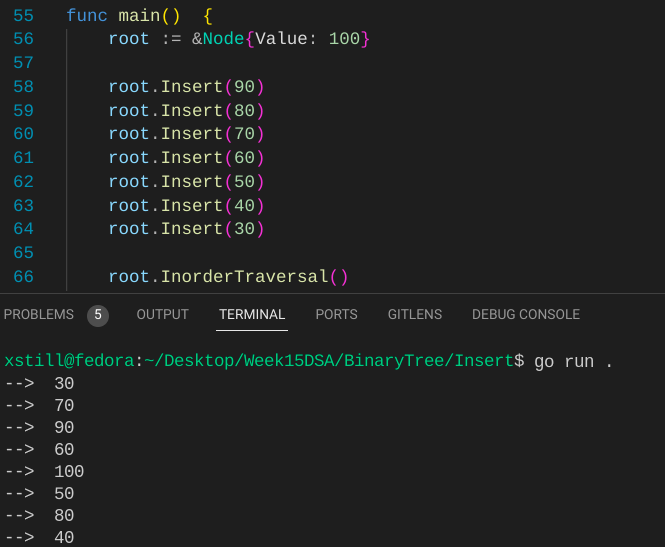 55 func main()  {
56     root := &Node{Value: 100}
57
58     root.Insert(90)
59     root.Insert(80)
60     root.Insert(70)
61     root.Insert(60)
62     root.Insert(50)
63     root.Insert(40)
64     root.Insert(30)
65
66     root.InorderTraversal()
PROBLEMS 5 OUTPUT TERMINAL PORTS GITLENS DEBUG CONSOLE
xstill@fedora:~/Desktop/Week15DSA/BinaryTree/Insert$ go run .
-->  30
-->  70
-->  90
-->  60
-->  100
-->  50
-->  80
-->  40